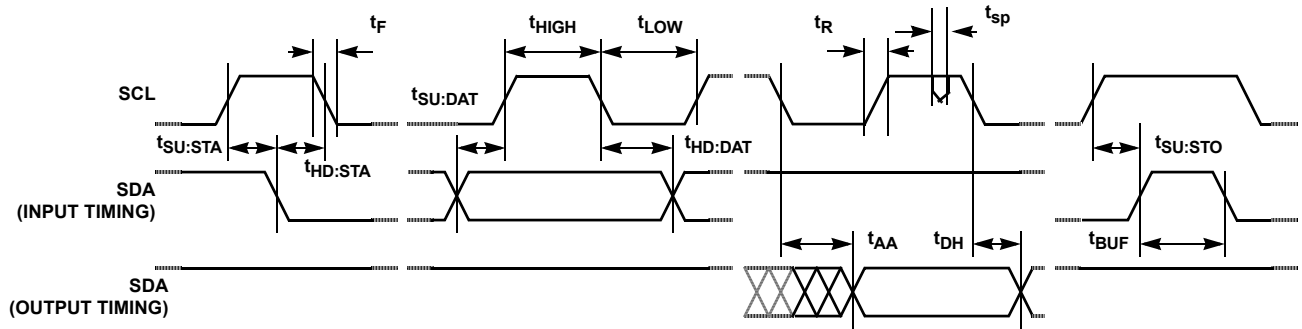 tF
tHIGH
tLOW
tR
tsp
SCL
tSU:DAT
tSU:STA
tHD:STA
tHD:DAT
tSU:STO
SDA
(INPUT TIMING)
tAA
tDH
tBUF
SDA
(OUTPUT TIMING)